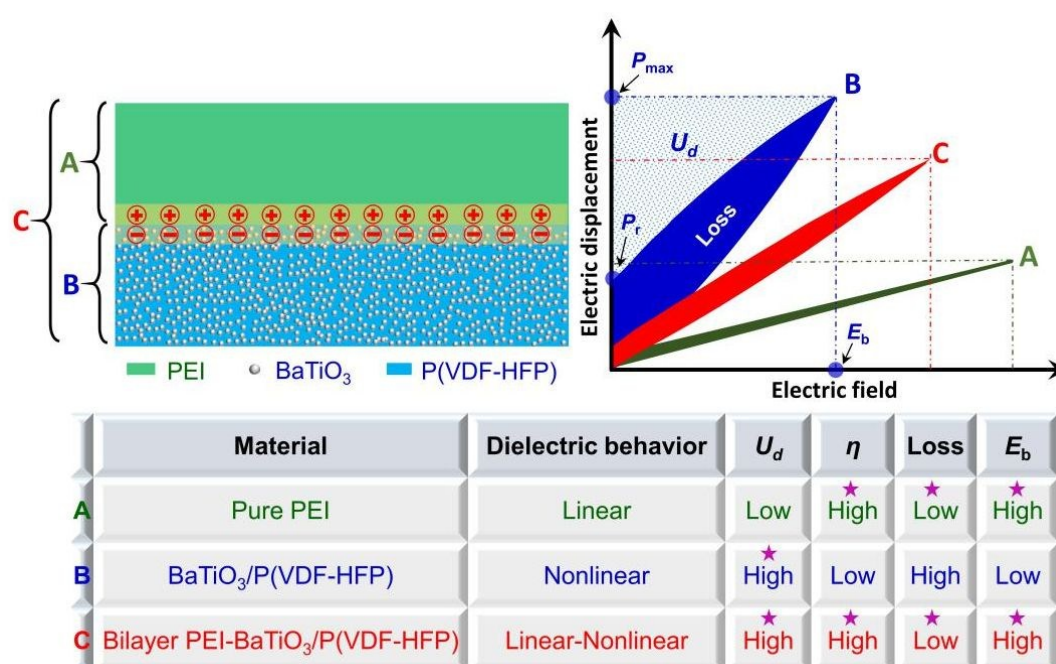 C
A
B
PEI
BaTiO3
P(VDF-HFP)
Electric displacement
Pmax
Ud
Pr
Loss
B
C
A
Eb
Electric field
Material Dielectric behavior Ud η Loss Eb
A Pure PEI Linear Low High Low High
B BaTiO3/P(VDF-HFP) Nonlinear High Low High Low
C Bilayer PEI-BaTiO3/P(VDF-HFP) Linear-Nonlinear High High Low High